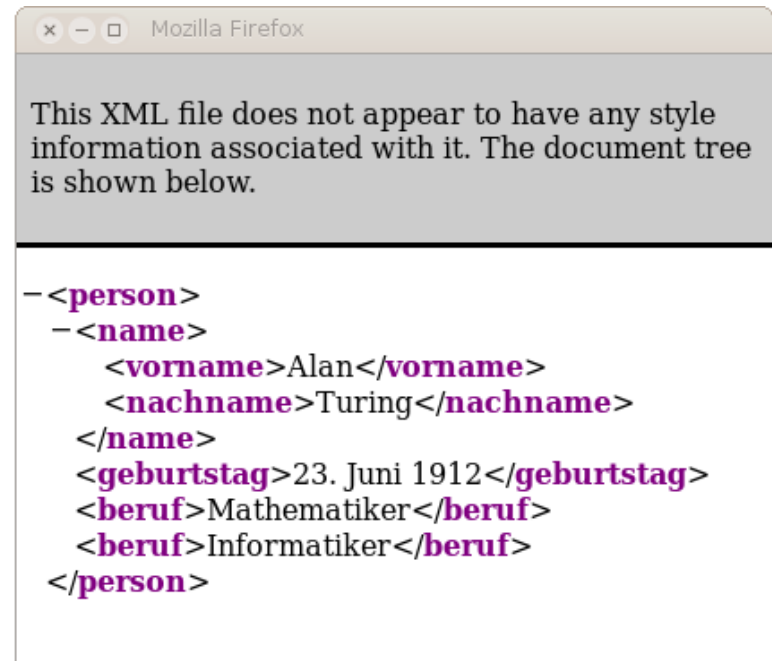 Mozilla Firefox
This XML file does not appear to have any style
information associated with it. The document tree
is shown below.
−<person>
−<name>
<vorname>Alan</vorname>
<nachname>Turing</nachname>
</name>
<geburtstag>23. Juni 1912</geburtstag>
<beruf>Mathematiker</beruf>
<beruf>Informatiker</beruf>
</person>